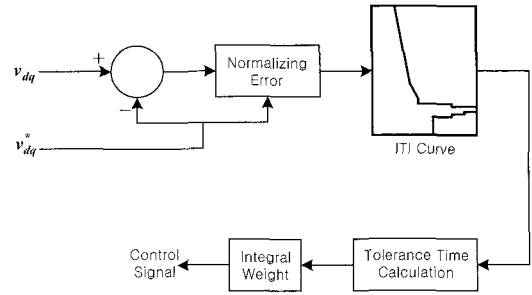 +
Normalizing
Error
v_dq
−
v*_dq
ITI Curve
Control
Signal
Integral
Weight
Tolerance Time
Calculation